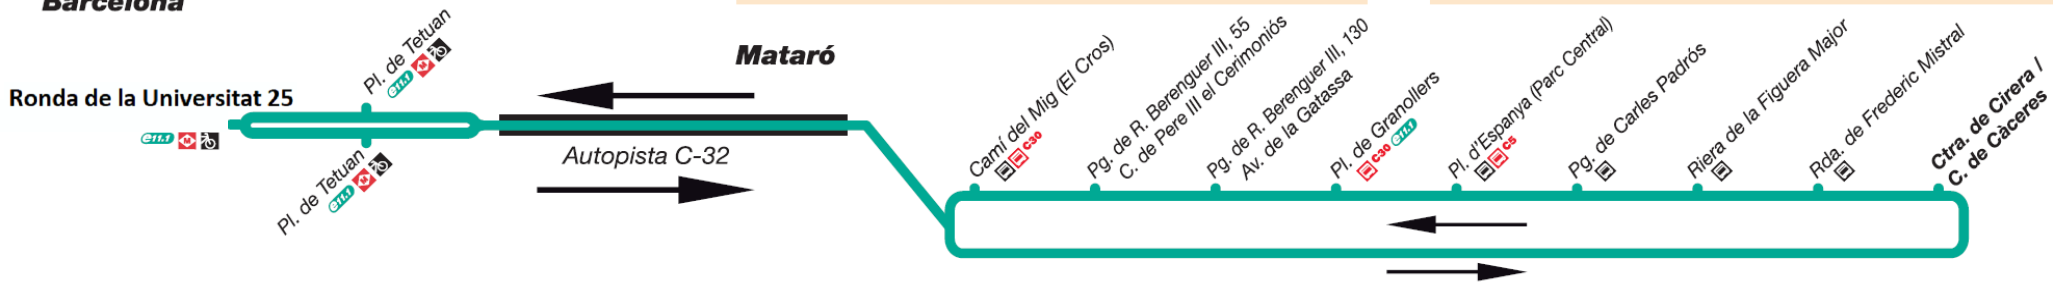 Barcelona
Pl. de Tetuan
e11.1
Mataró
Ronda de la Universitat 25
e11.1
Autopista C-32
Pl. de Tetuan
e11.1
Camí del Mig (El Cros)
C30
Pg. de R. Berenguer III, 55
C. de Pere III el Cerimoniós
Pg. de R. Berenguer III, 130
Av. de la Gatassa
Pl. de Granollers
C30 e11.1
Pl. d'Espanya (Parc Central)
C5
Pg. de Carles Padrós
Riera de la Figuera Major
Rda. de Frederic Mistral
Ctra. de Cirera /
C. de Càceres